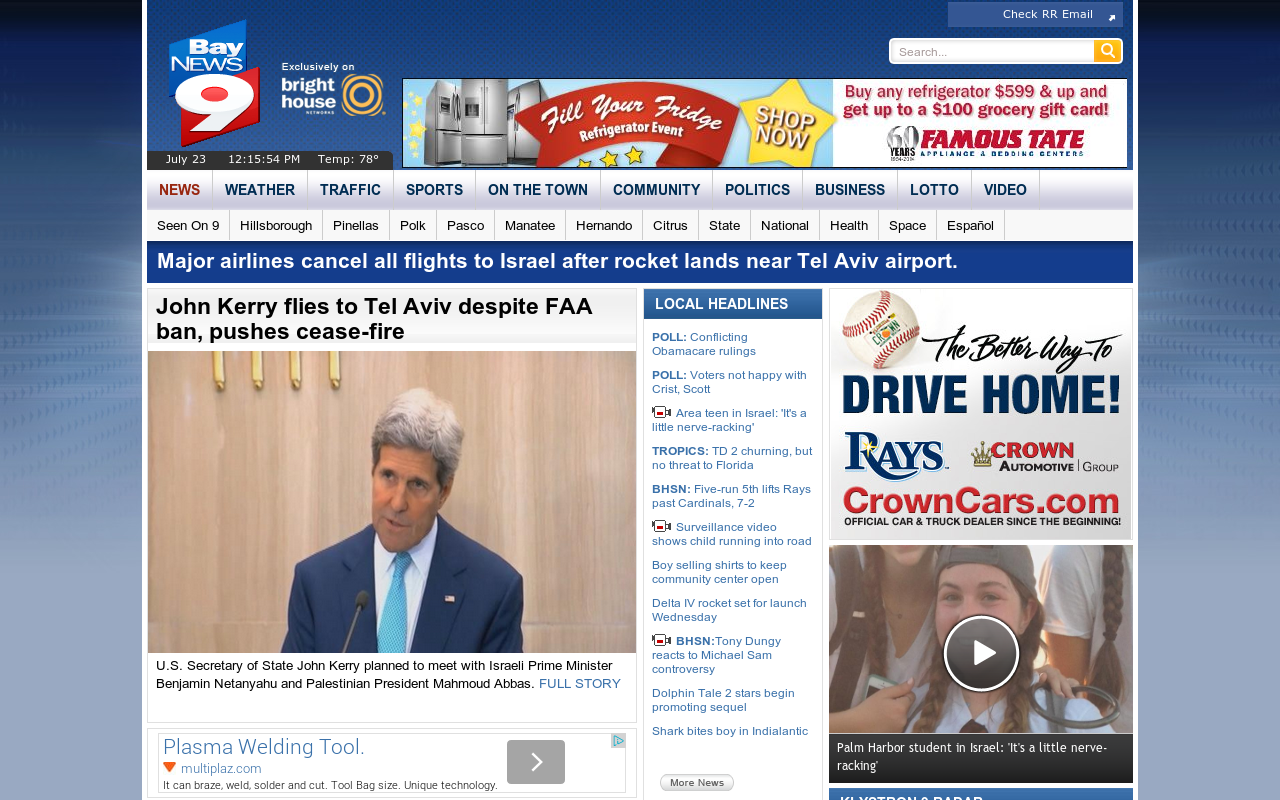 Check RR Email
Search...
Bay
NEWS
9
Exclusively on
bright
house
NETWORKS
Fill Your Fridge
Refrigerator Event
SHOP
NOW
Buy any refrigerator $599 & up and
get up to a $100 grocery gift card!
60
YEARS
1954-2014
FAMOUS TATE
APPLIANCE & BEDDING CENTERS
July 23 12:15:54 PM Temp: 78°
NEWS WEATHER TRAFFIC SPORTS ON THE TOWN COMMUNITY POLITICS BUSINESS LOTTO VIDEO
Seen On 9 Hillsborough Pinellas Polk Pasco Manatee Hernando Citrus State National Health Space Español
Major airlines cancel all flights to Israel after rocket lands near Tel Aviv airport.
John Kerry flies to Tel Aviv despite FAA
ban, pushes cease-fire
U.S. Secretary of State John Kerry planned to meet with Israeli Prime Minister
Benjamin Netanyahu and Palestinian President Mahmoud Abbas. FULL STORY
Plasma Welding Tool.
multiplaz.com
It can braze, weld, solder and cut. Tool Bag size. Unique technology.
LOCAL HEADLINES
POLL: Conflicting
Obamacare rulings
POLL: Voters not happy with
Crist, Scott
Area teen in Israel: 'It's a
little nerve-racking'
TROPICS: TD 2 churning, but
no threat to Florida
BHSN: Five-run 5th lifts Rays
past Cardinals, 7-2
Surveillance video
shows child running into road
Boy selling shirts to keep
community center open
Delta IV rocket set for launch
Wednesday
BHSN:Tony Dungy
reacts to Michael Sam
controversy
Dolphin Tale 2 stars begin
promoting sequel
Shark bites boy in Indialantic
More News
CROWN
The Better Way To
DRIVE HOME!
RAYS
CROWN
AUTOMOTIVE GROUP
CrownCars.com
OFFICIAL CAR & TRUCK DEALER SINCE THE BEGINNING!
Palm Harbor student in Israel: 'It's a little nerve-
racking'
KLYSTRON 9 RADAR